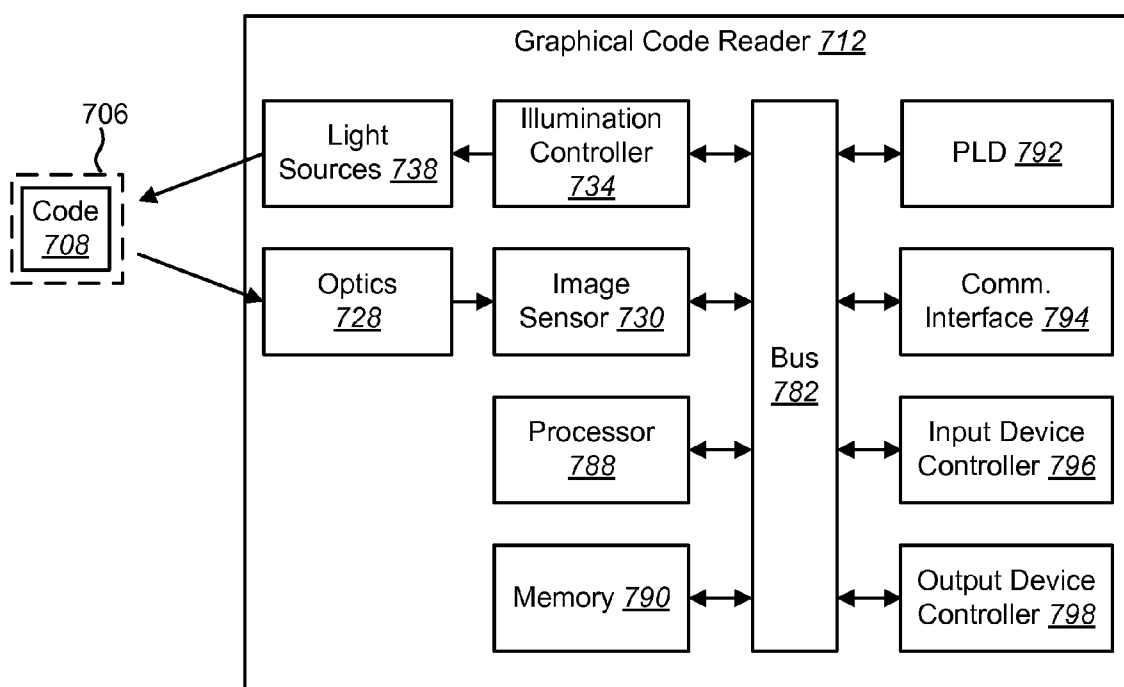 Graphical Code Reader 712
706
Code
708
Light
Sources 738
Illumination
Controller
734
PLD 792
Optics
728
Image
Sensor 730
Comm.
Interface 794
Bus
782
Processor
788
Input Device
Controller 796
Memory 790
Output Device
Controller 798